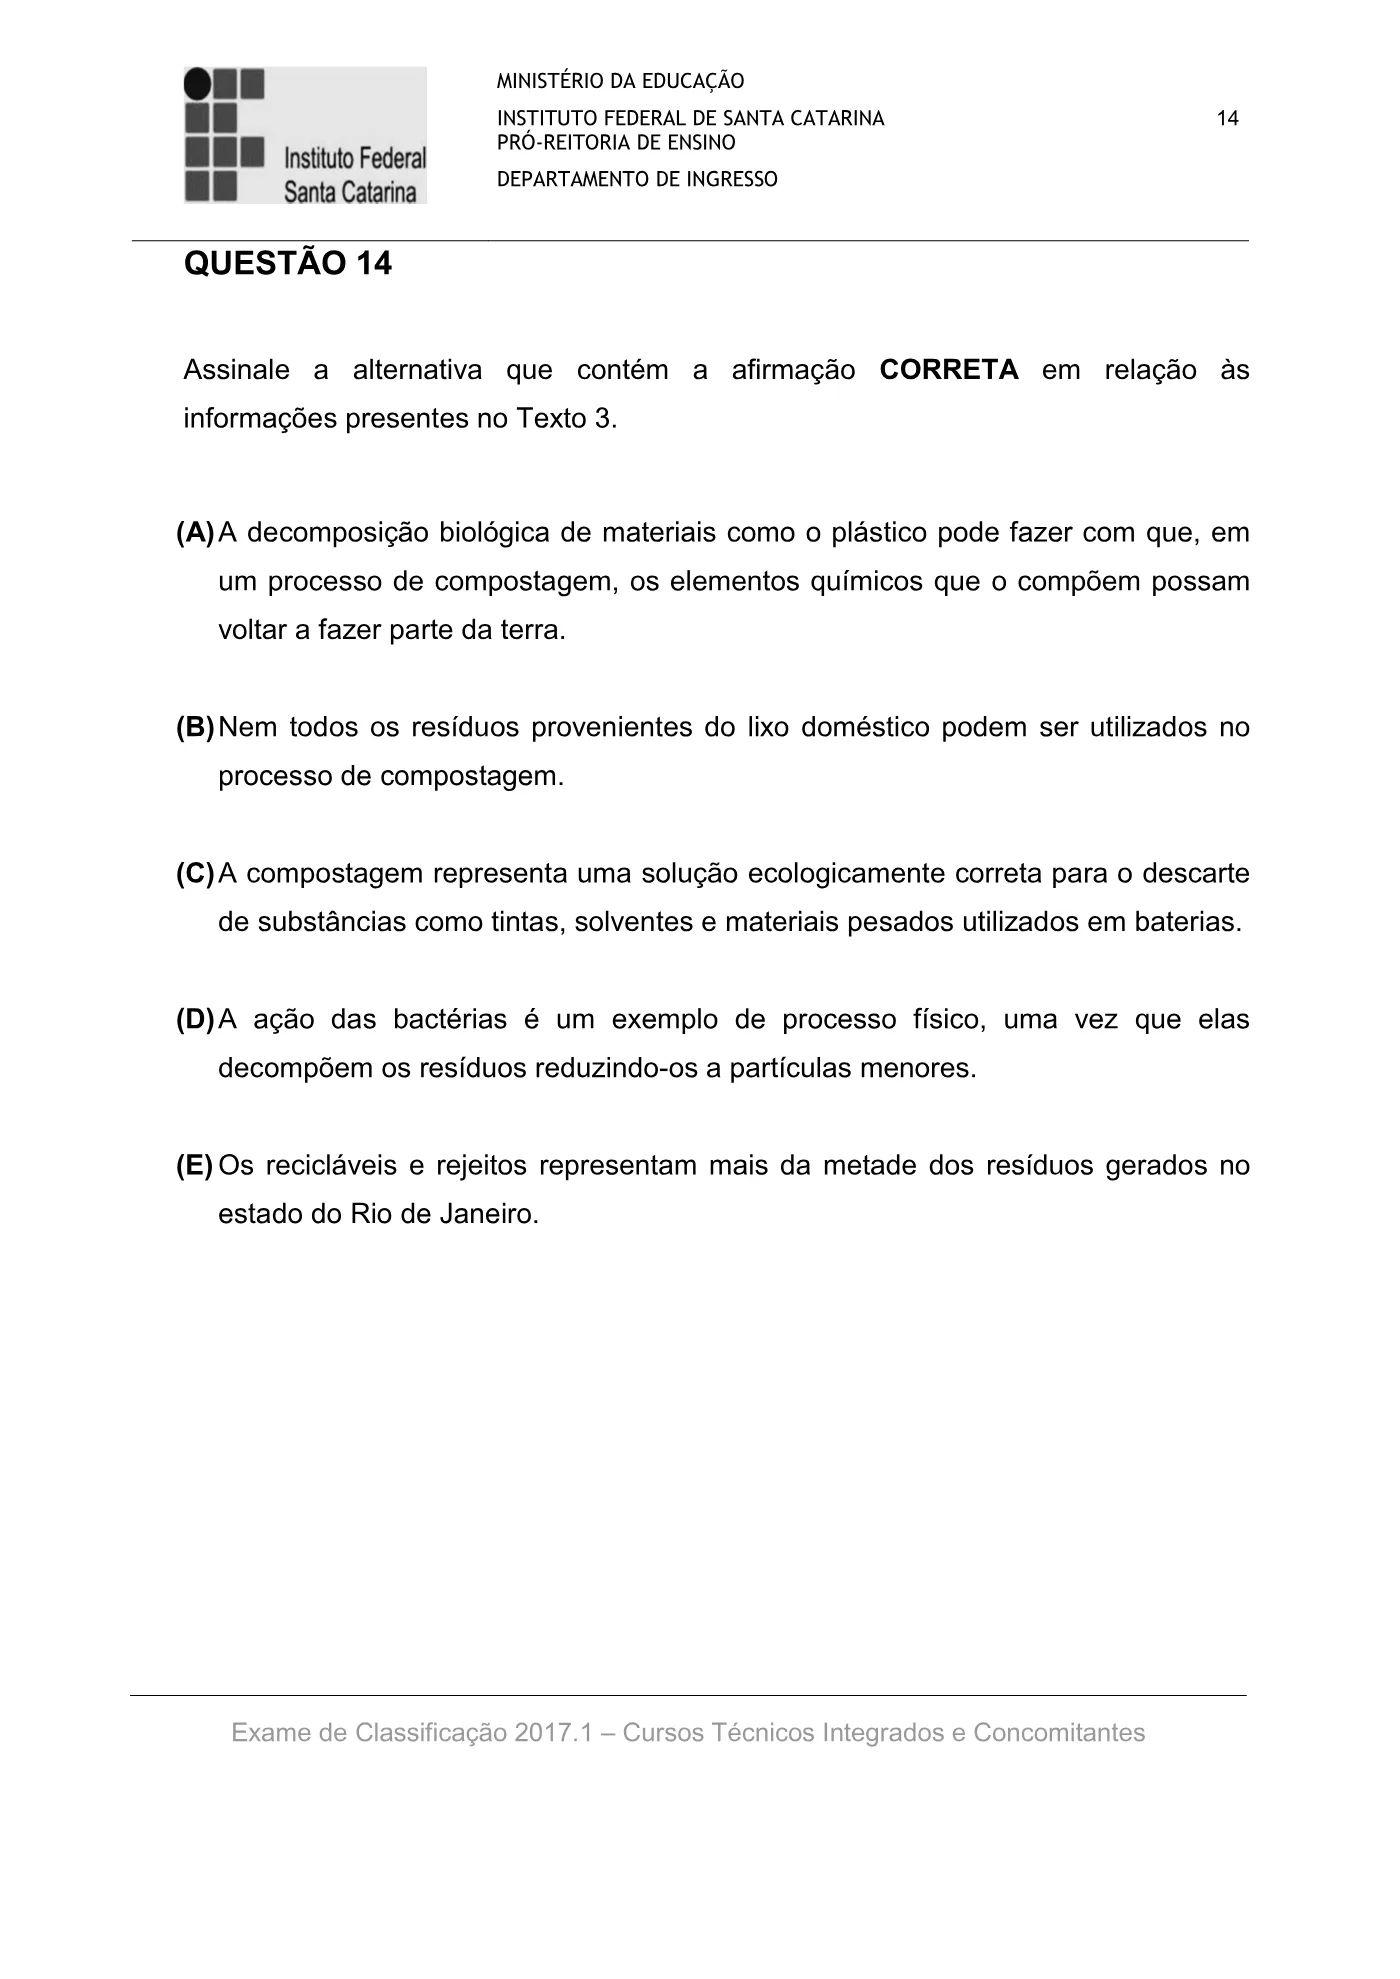 Instituto Federal
Santa Catarina
MINISTÉRIO DA EDUCAÇÃO
INSTITUTO FEDERAL DE SANTA CATARINA
PRÓ-REITORIA DE ENSINO
DEPARTAMENTO DE INGRESSO
14
QUESTÃO 14
Assinale a alternativa que contém a afirmação CORRETA em relação às
informações presentes no Texto 3.
(A) A decomposição biológica de materiais como o plástico pode fazer com que, em
um processo de compostagem, os elementos químicos que o compõem possam
voltar a fazer parte da terra.
(B) Nem todos os resíduos provenientes do lixo doméstico podem ser utilizados no
processo de compostagem.
(C) A compostagem representa uma solução ecologicamente correta para o descarte
de substâncias como tintas, solventes e materiais pesados utilizados em baterias.
(D) A ação das bactérias é um exemplo de processo físico, uma vez que elas
decompõem os resíduos reduzindo-os a partículas menores.
(E) Os recicláveis e rejeitos representam mais da metade dos resíduos gerados no
estado do Rio de Janeiro.
Exame de Classificação 2017.1 – Cursos Técnicos Integrados e Concomitantes